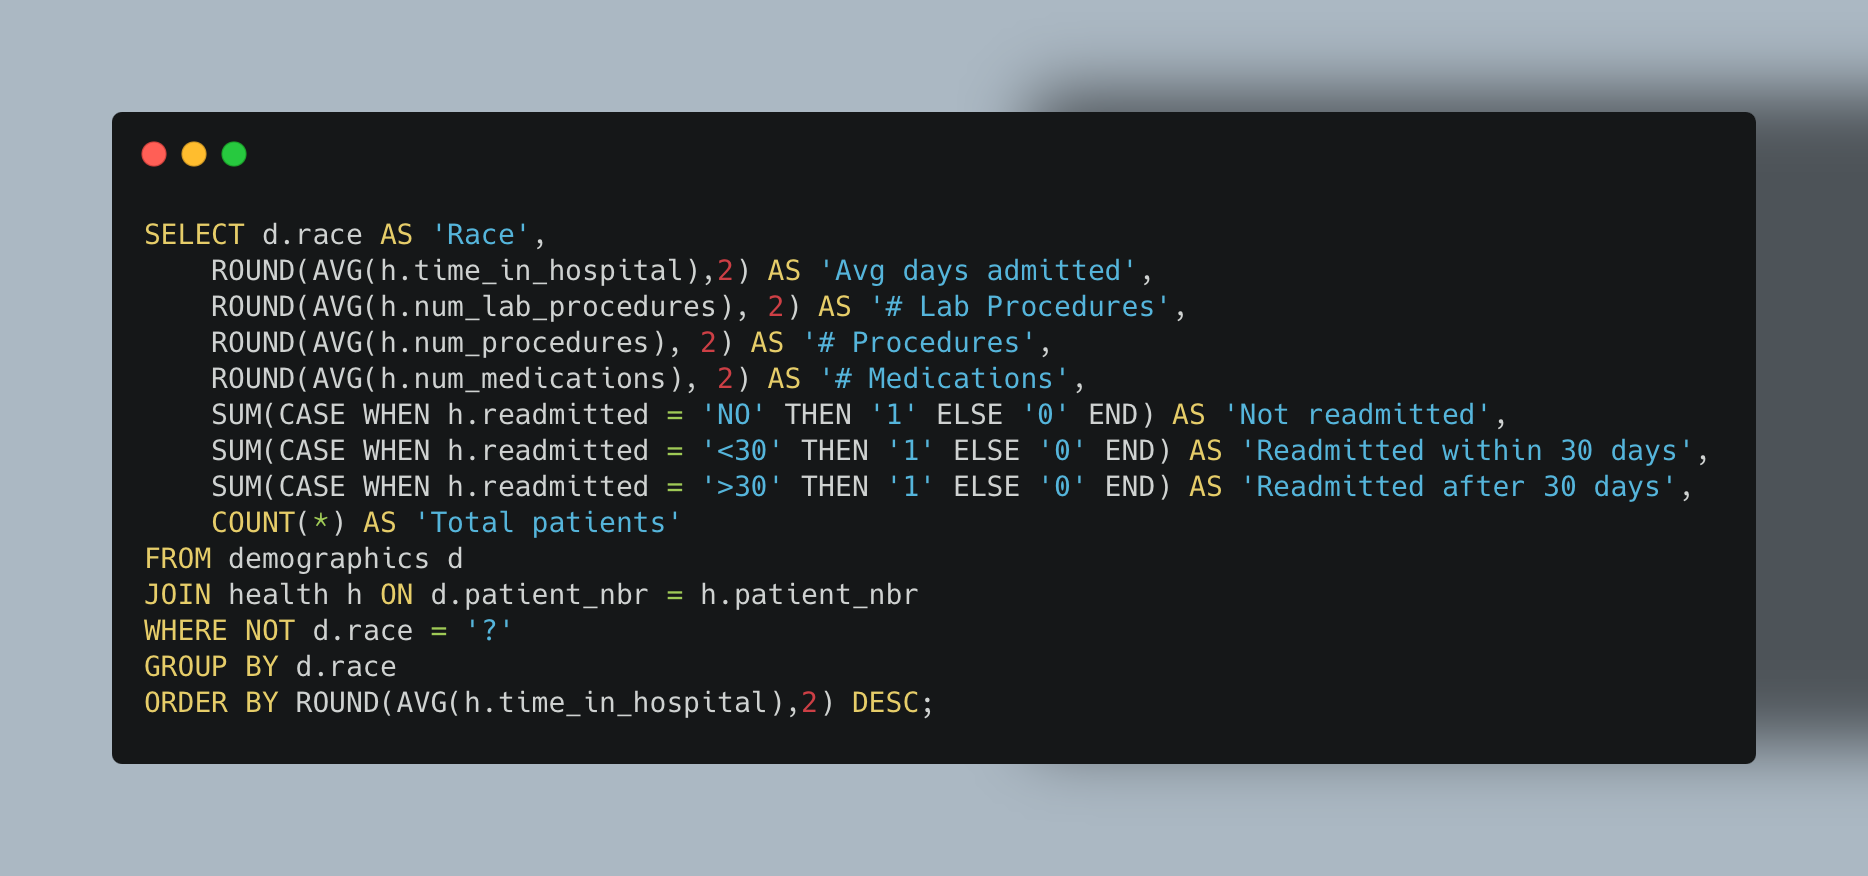 SELECT d.race AS 'Race',
    ROUND(AVG(h.time_in_hospital),2) AS 'Avg days admitted',
    ROUND(AVG(h.num_lab_procedures), 2) AS '# Lab Procedures',
    ROUND(AVG(h.num_procedures), 2) AS '# Procedures',
    ROUND(AVG(h.num_medications), 2) AS '# Medications',
    SUM(CASE WHEN h.readmitted = 'NO' THEN '1' ELSE '0' END) AS 'Not readmitted',
    SUM(CASE WHEN h.readmitted = '<30' THEN '1' ELSE '0' END) AS 'Readmitted within 30 days',
    SUM(CASE WHEN h.readmitted = '>30' THEN '1' ELSE '0' END) AS 'Readmitted after 30 days',
    COUNT(*) AS 'Total patients'
FROM demographics d
JOIN health h ON d.patient_nbr = h.patient_nbr
WHERE NOT d.race = '?'
GROUP BY d.race
ORDER BY ROUND(AVG(h.time_in_hospital),2) DESC;